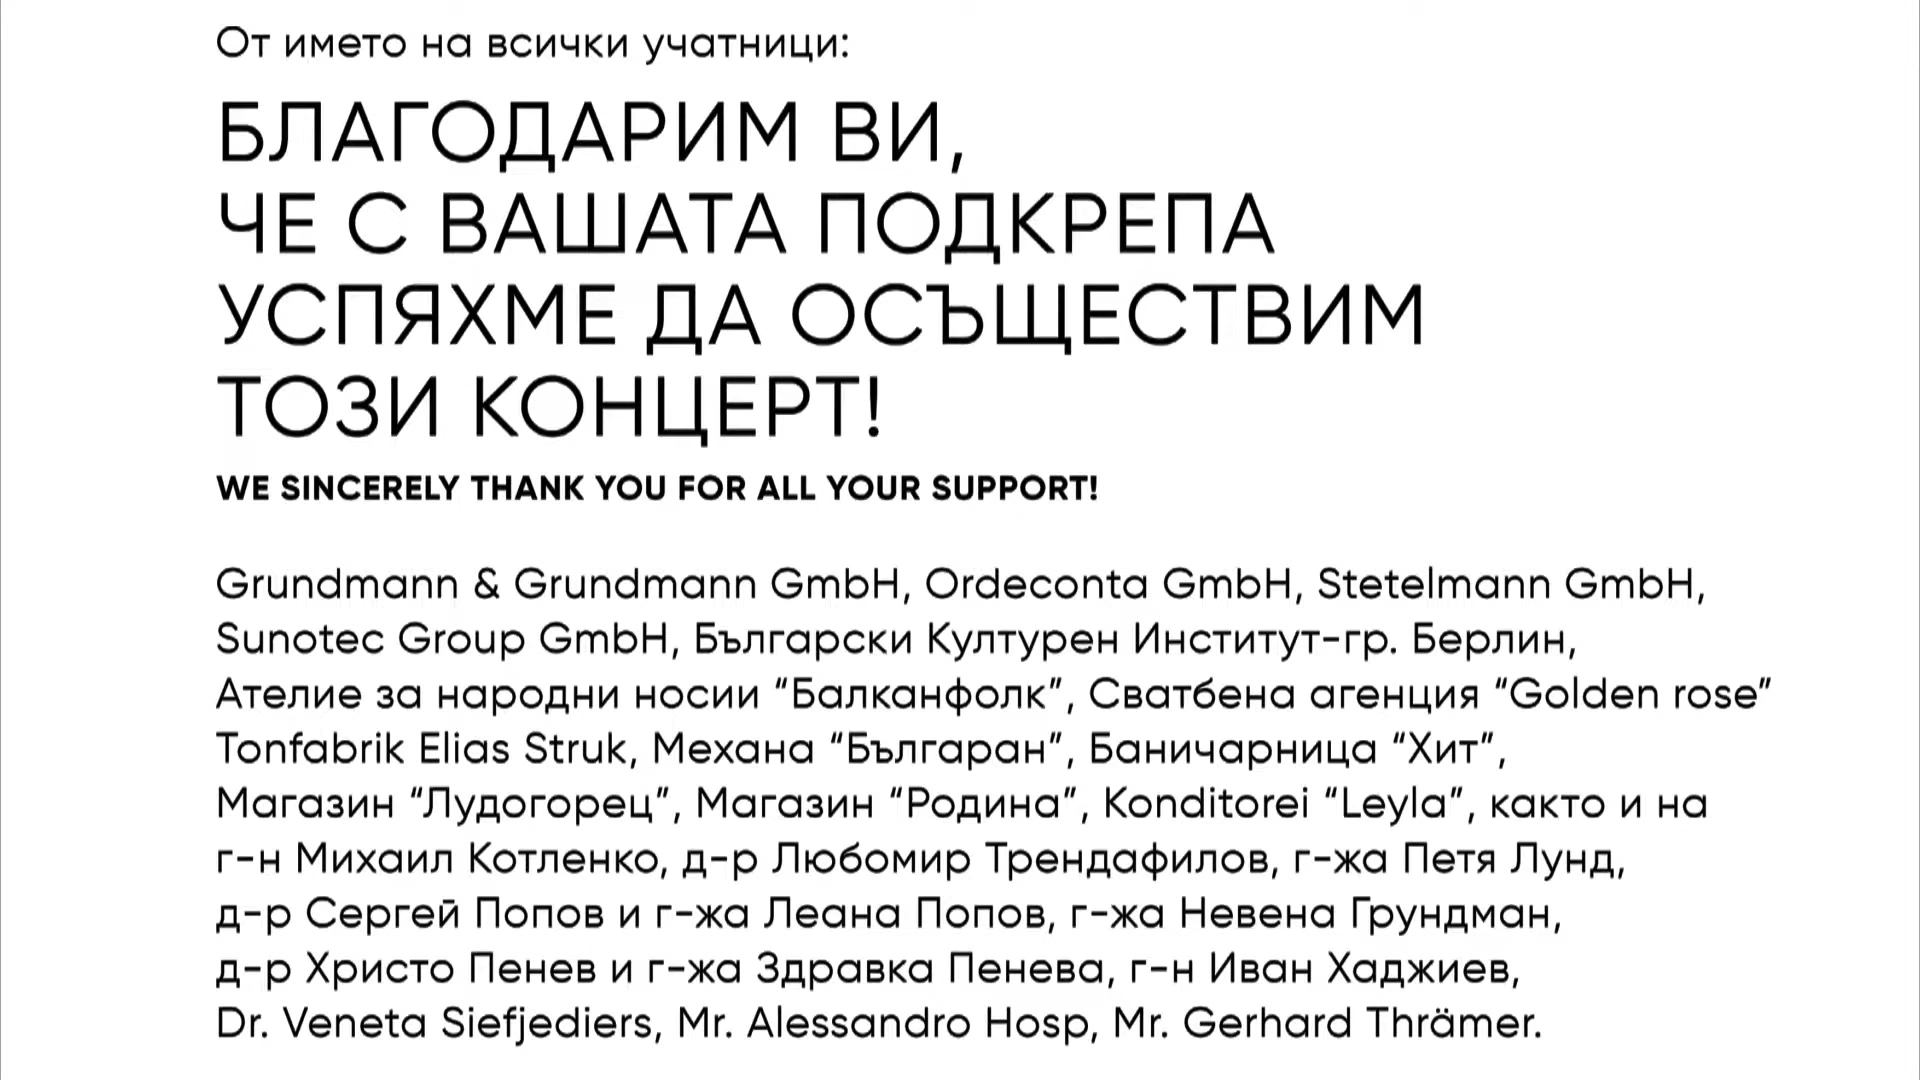 От името на всички учатници:
БЛАГОДАРИМ ВИ,
ЧЕ С ВАШАТА ПОДКРЕПА
УСПЯХМЕ ДА ОСЪЩЕСТВИМ
ТОЗИ КОНЦЕРТ!
WE SINCERELY THANK YOU FOR ALL YOUR SUPPORT!
Grundmann & Grundmann GmbH, Ordeconta GmbH, Stetelmann GmbH,
Sunotec Group GmbH, Български Културен Институт-гр. Берлин,
Ателие за народни носии “Балканфолк”, Сватбена агенция “Golden rose”
Tonfabrik Elias Struk, Механа “Българан”, Баничарница “Хит”,
Магазин “Лудогорец”, Магазин “Родина”, Konditorei “Leyla”, както и на
г-н Михаил Котленко, д-р Любомир Трендафилов, г-жа Петя Лунд,
д-р Сергей Попов и г-жа Леана Попов, г-жа Невена Грундман,
д-р Христо Пенев и г-жа Здравка Пенева, г-н Иван Хаджиев,
Dr. Veneta Siefjediers, Mr. Alessandro Hosp, Mr. Gerhard Thrämer.